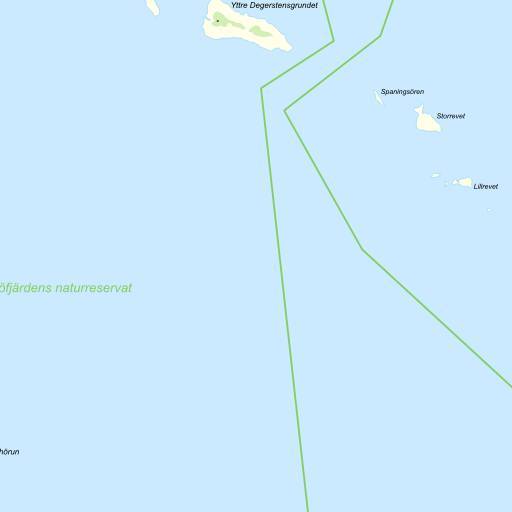 Yttre Degerstensgrundet
Spaningsören
Storrevet
Lillrevet
öfjärdens naturreservat
hörun